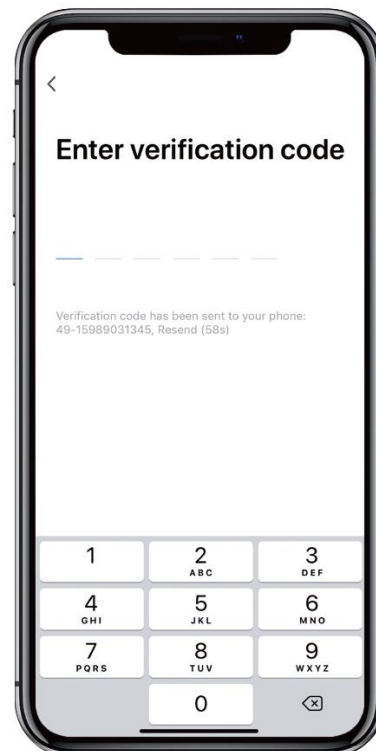 Enter verification code
Verification code has been sent to your phone:
49-15989031345, Resend (58s)
1
2
ABC
3
DEF
4
GHI
5
JKL
6
MNO
7
PQRS
8
TUV
9
WXYZ
0